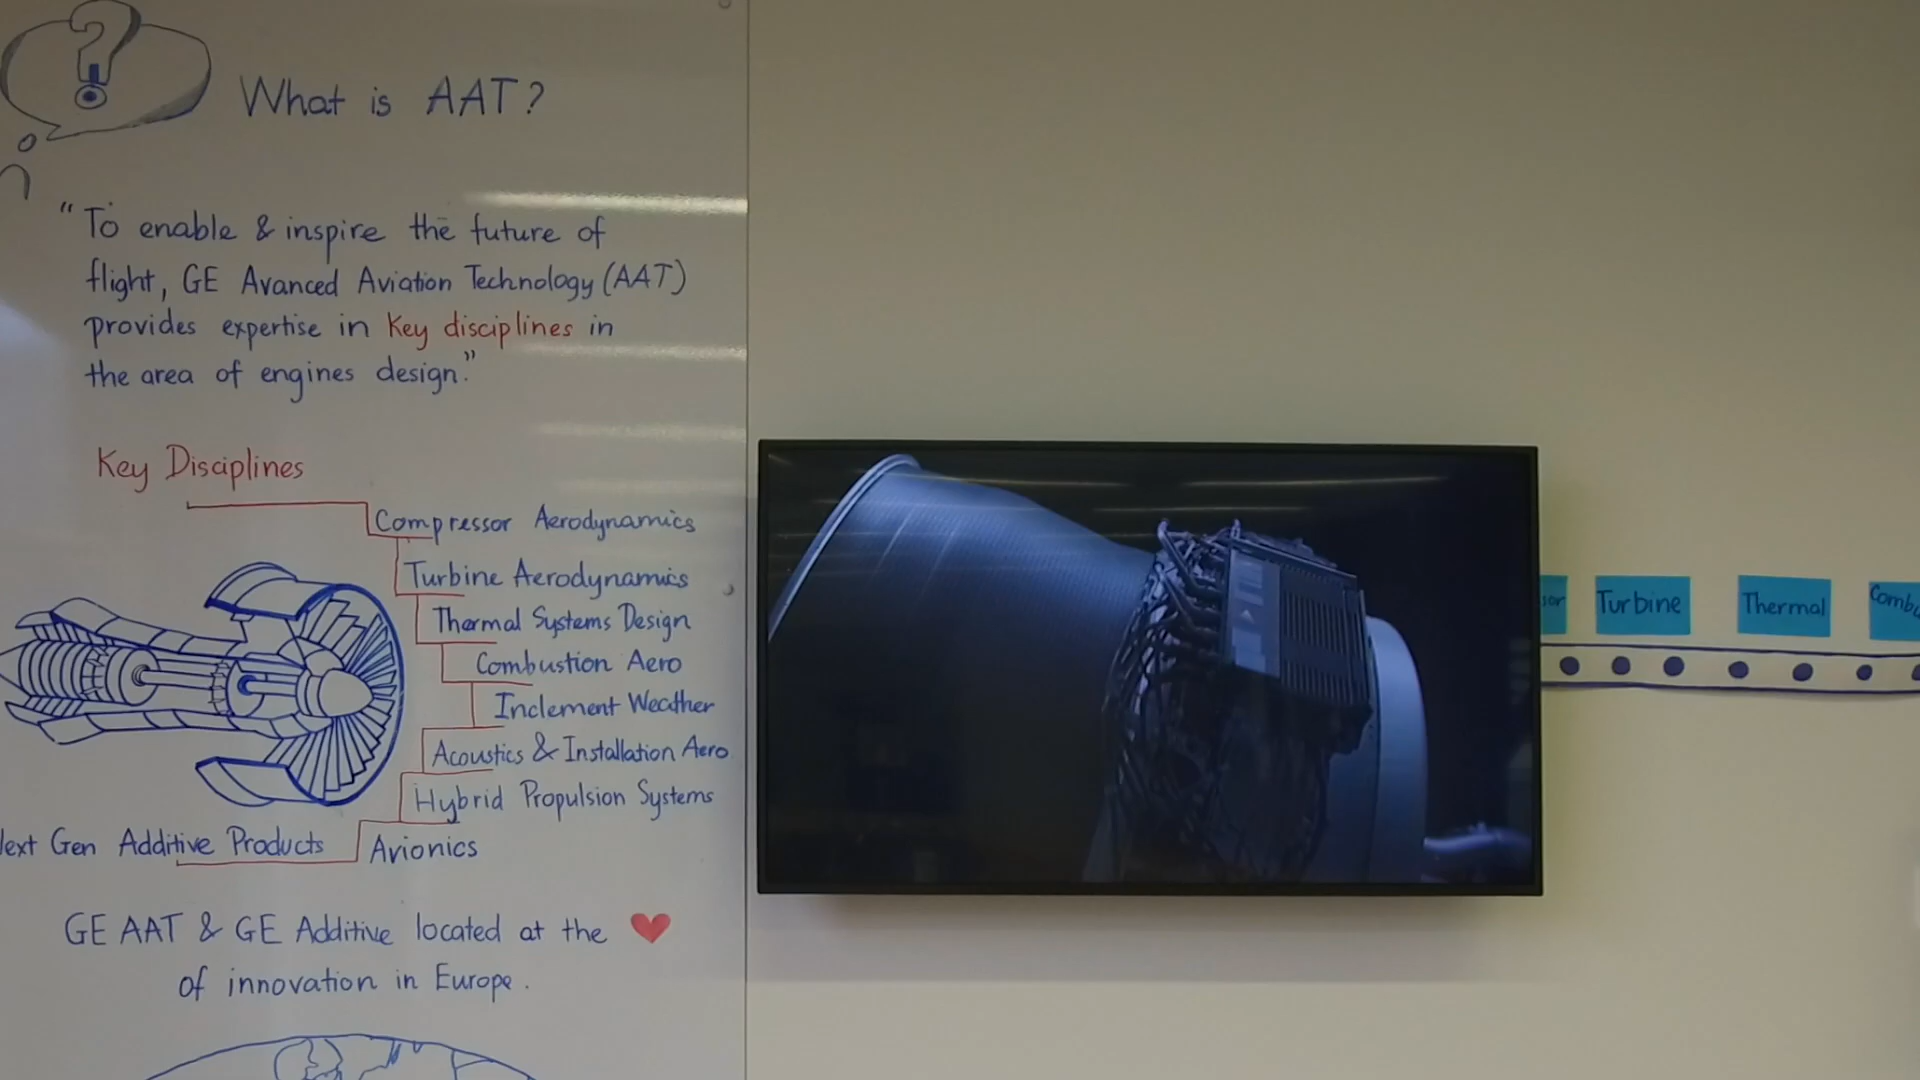 What is AAT?
"To enable & inspire the future of
flight, GE Avanced Aviation Technology (AAT)
provides expertise in Key disciplines in
the area of engines design."
Key Disciplines
Compressor Aerodynamics
Turbine Aerodynamics
Thermal Systems Design
Combustion Aero
Inclement Weather
Acoustics & Installation Aero
Hybrid Propulsion Systems
Avionics
Gen Additive Products
GE AAT & GE Additive located at the ❤
of innovation in Europe.
Turbine
Thermal